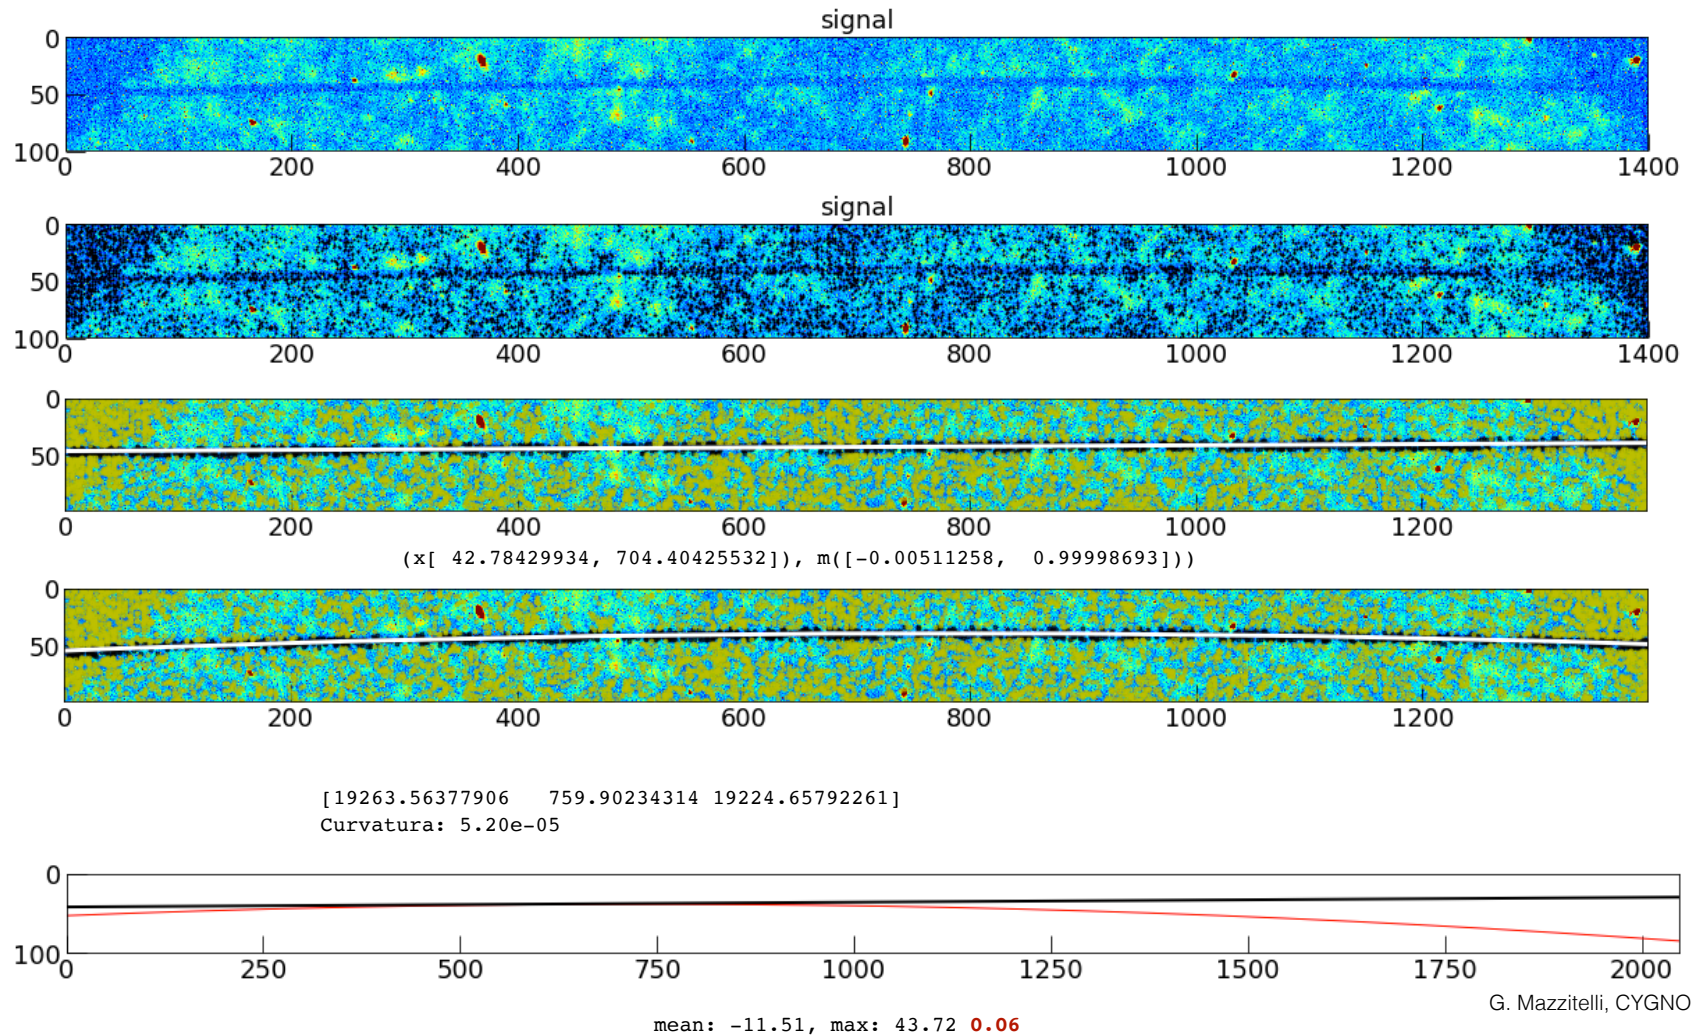 signal
0
50
100
0 200 400 600 800 1000 1200 1400
signal
0
50
100
0 200 400 600 800 1000 1200 1400
0
50
0 200 400 600 800 1000 1200
(x[ 42.78429934, 704.40425532]), m([-0.00511258, 0.99998693]))
0
50
0 200 400 600 800 1000 1200
[19263.56377906 759.90234314 19224.65792261]
Curvatura: 5.20e-05
0
100
0 250 500 750 1000 1250 1500 1750 2000
G. Mazzitelli, CYGNO
mean: -11.51, max: 43.72 0.06